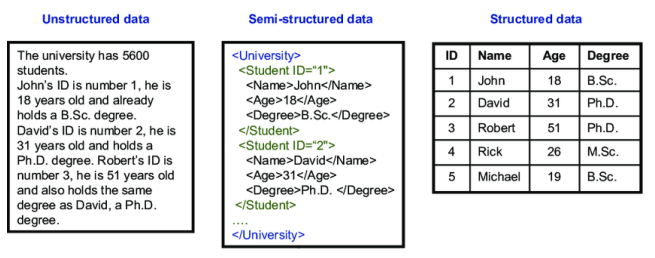 Unstructured data
The university has 5600
students.
John's ID is number 1, he is
18 years old and already
holds a B.Sc. degree.
David's ID is number 2, he is
31 years old and holds a
Ph.D. degree. Robert's ID is
number 3, he is 51 years old
and also holds the same
degree as David, a Ph.D.
degree.
Semi-structured data
<University>
<Student ID="1">
<Name>John</Name>
<Age>18</Age>
<Degree>B.Sc.</Degree>
</Student>
<Student ID="2">
<Name>David</Name>
<Age>31</Age>
<Degree>Ph.D. </Degree>
</Student>
....
</University>
Structured data
ID Name Age Degree
1 John 18 B.Sc.
2 David 31 Ph.D.
3 Robert 51 Ph.D.
4 Rick 26 M.Sc.
5 Michael 19 B.Sc.